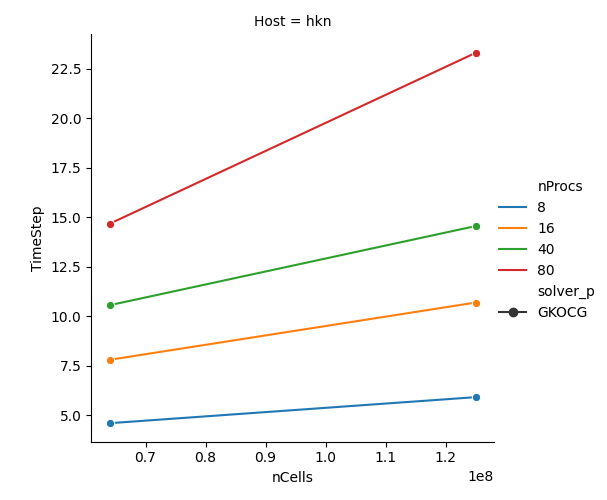 Host = hkn
22.5
20.0
17.5
15.0
12.5
10.0
7.5
5.0
TimeStep
0.7 0.8 0.9 1.0 1.1 1.2
1e8
nCells
nProcs
8
16
40
80
solver_p
GKOCG